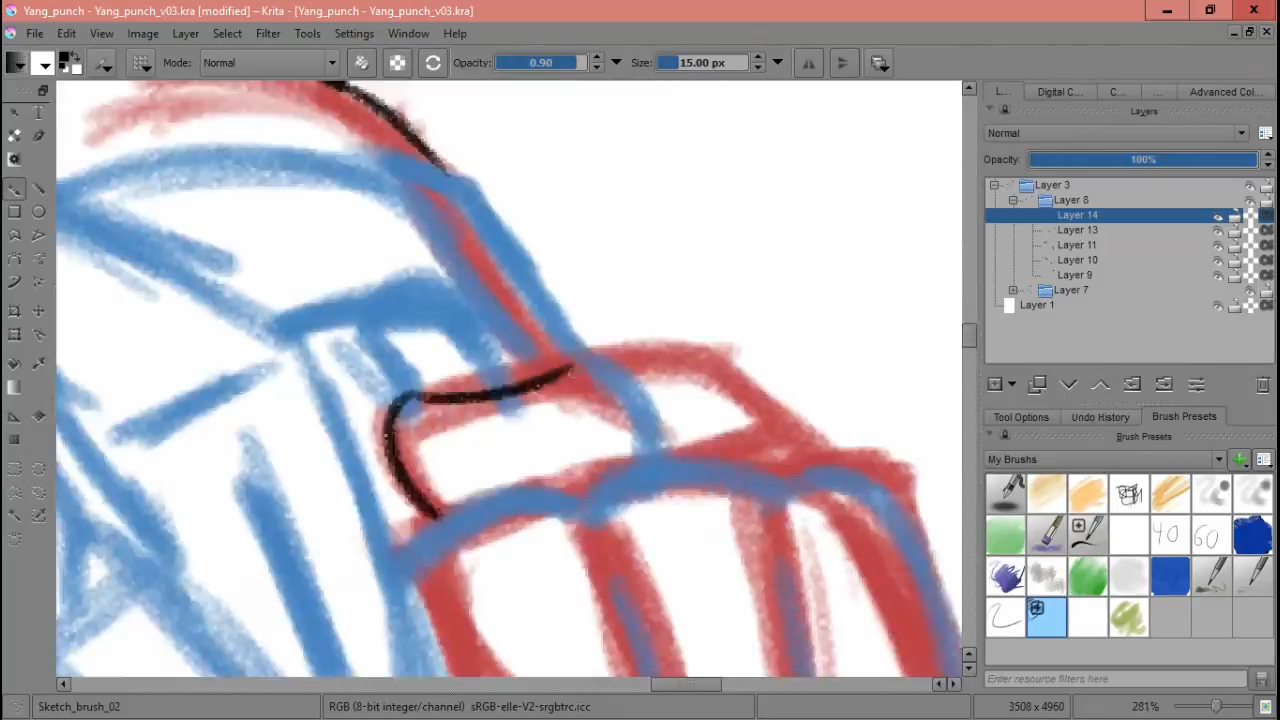 Yang_punch - Yang_punch_v03.kra [modified] – Krita - [Yang_punch - Yang_punch_v03.kra]
File Edit View Image Layer Select Filter Tools Settings Window Help
Mode: Normal Opacity: 0.90 Size: 15.00 px
L... Digital C... C... ... Advanced Col...
Layers
Normal
Opacity: 100%
Layer 3
Layer 8
Layer 14
Layer 13
Layer 11
Layer 10
Layer 9
Layer 7
Layer 1
Tool Options Undo History Brush Presets
Brush Presets
My Brushes
40 60
Enter resource filters here
Sketch_brush_02 RGB (8-bit integer/channel) sRGB-elle-V2-srgbtrc.icc 3508 x 4960 281%